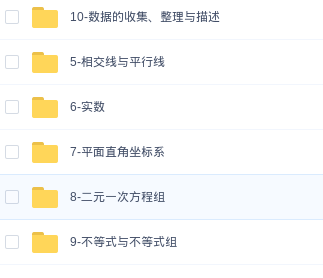 10-数据的收集、整理与描述
5-相交线与平行线
6-实数
7-平面直角坐标系
8-二元一次方程组
9-不等式与不等式组